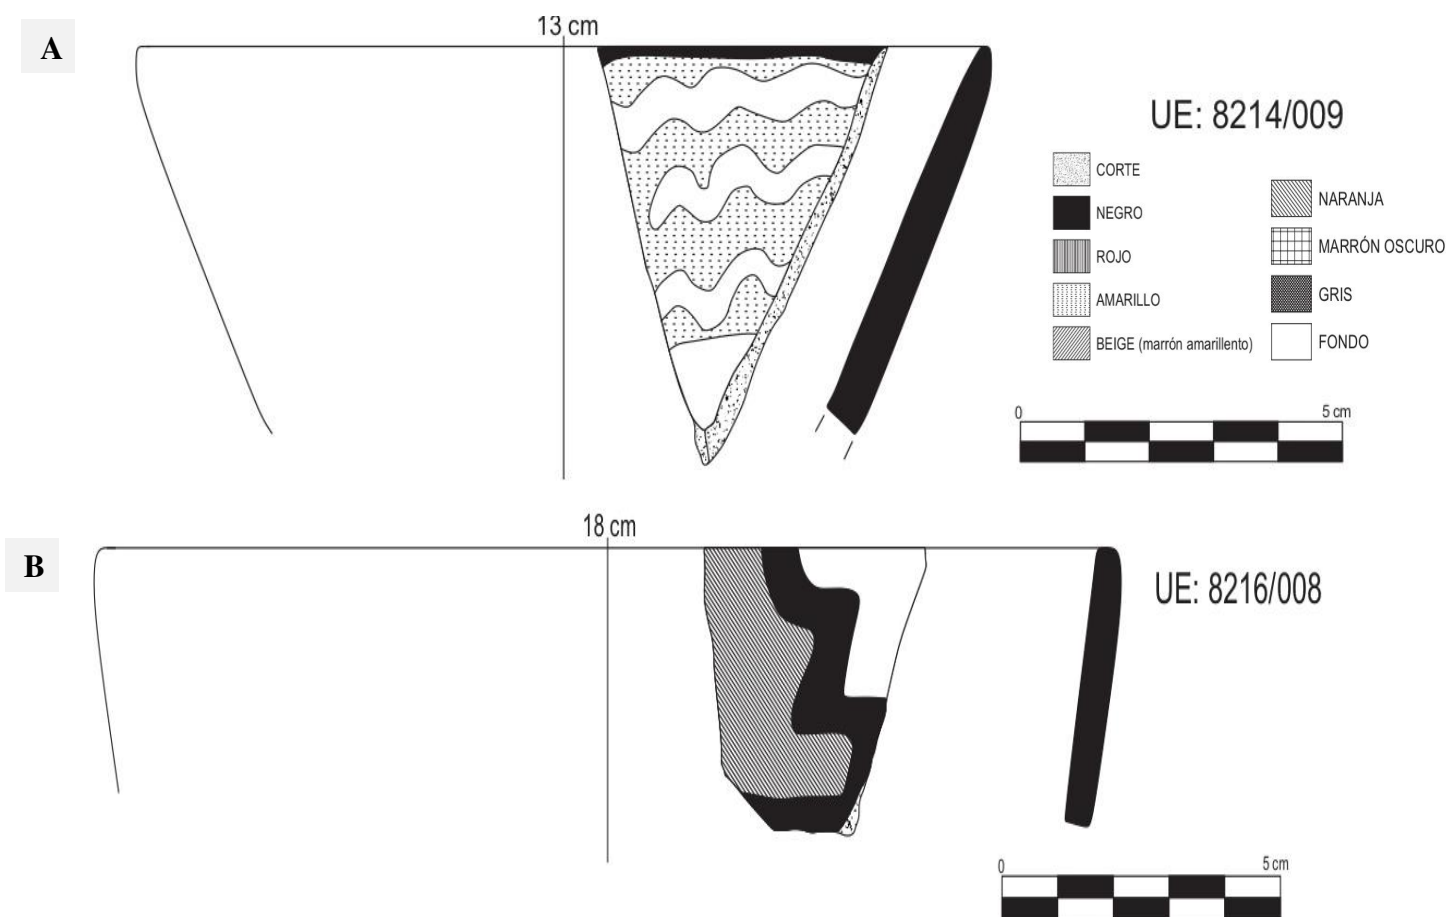 A
13 cm
UE: 8214/009
CORTE
NEGRO
ROJO
AMARILLO
BEIGE (marrón amarillento)
NARANJA
MARRÓN OSCURO
GRIS
FONDO
0 5 cm
B
18 cm
UE: 8216/008
0 5 cm